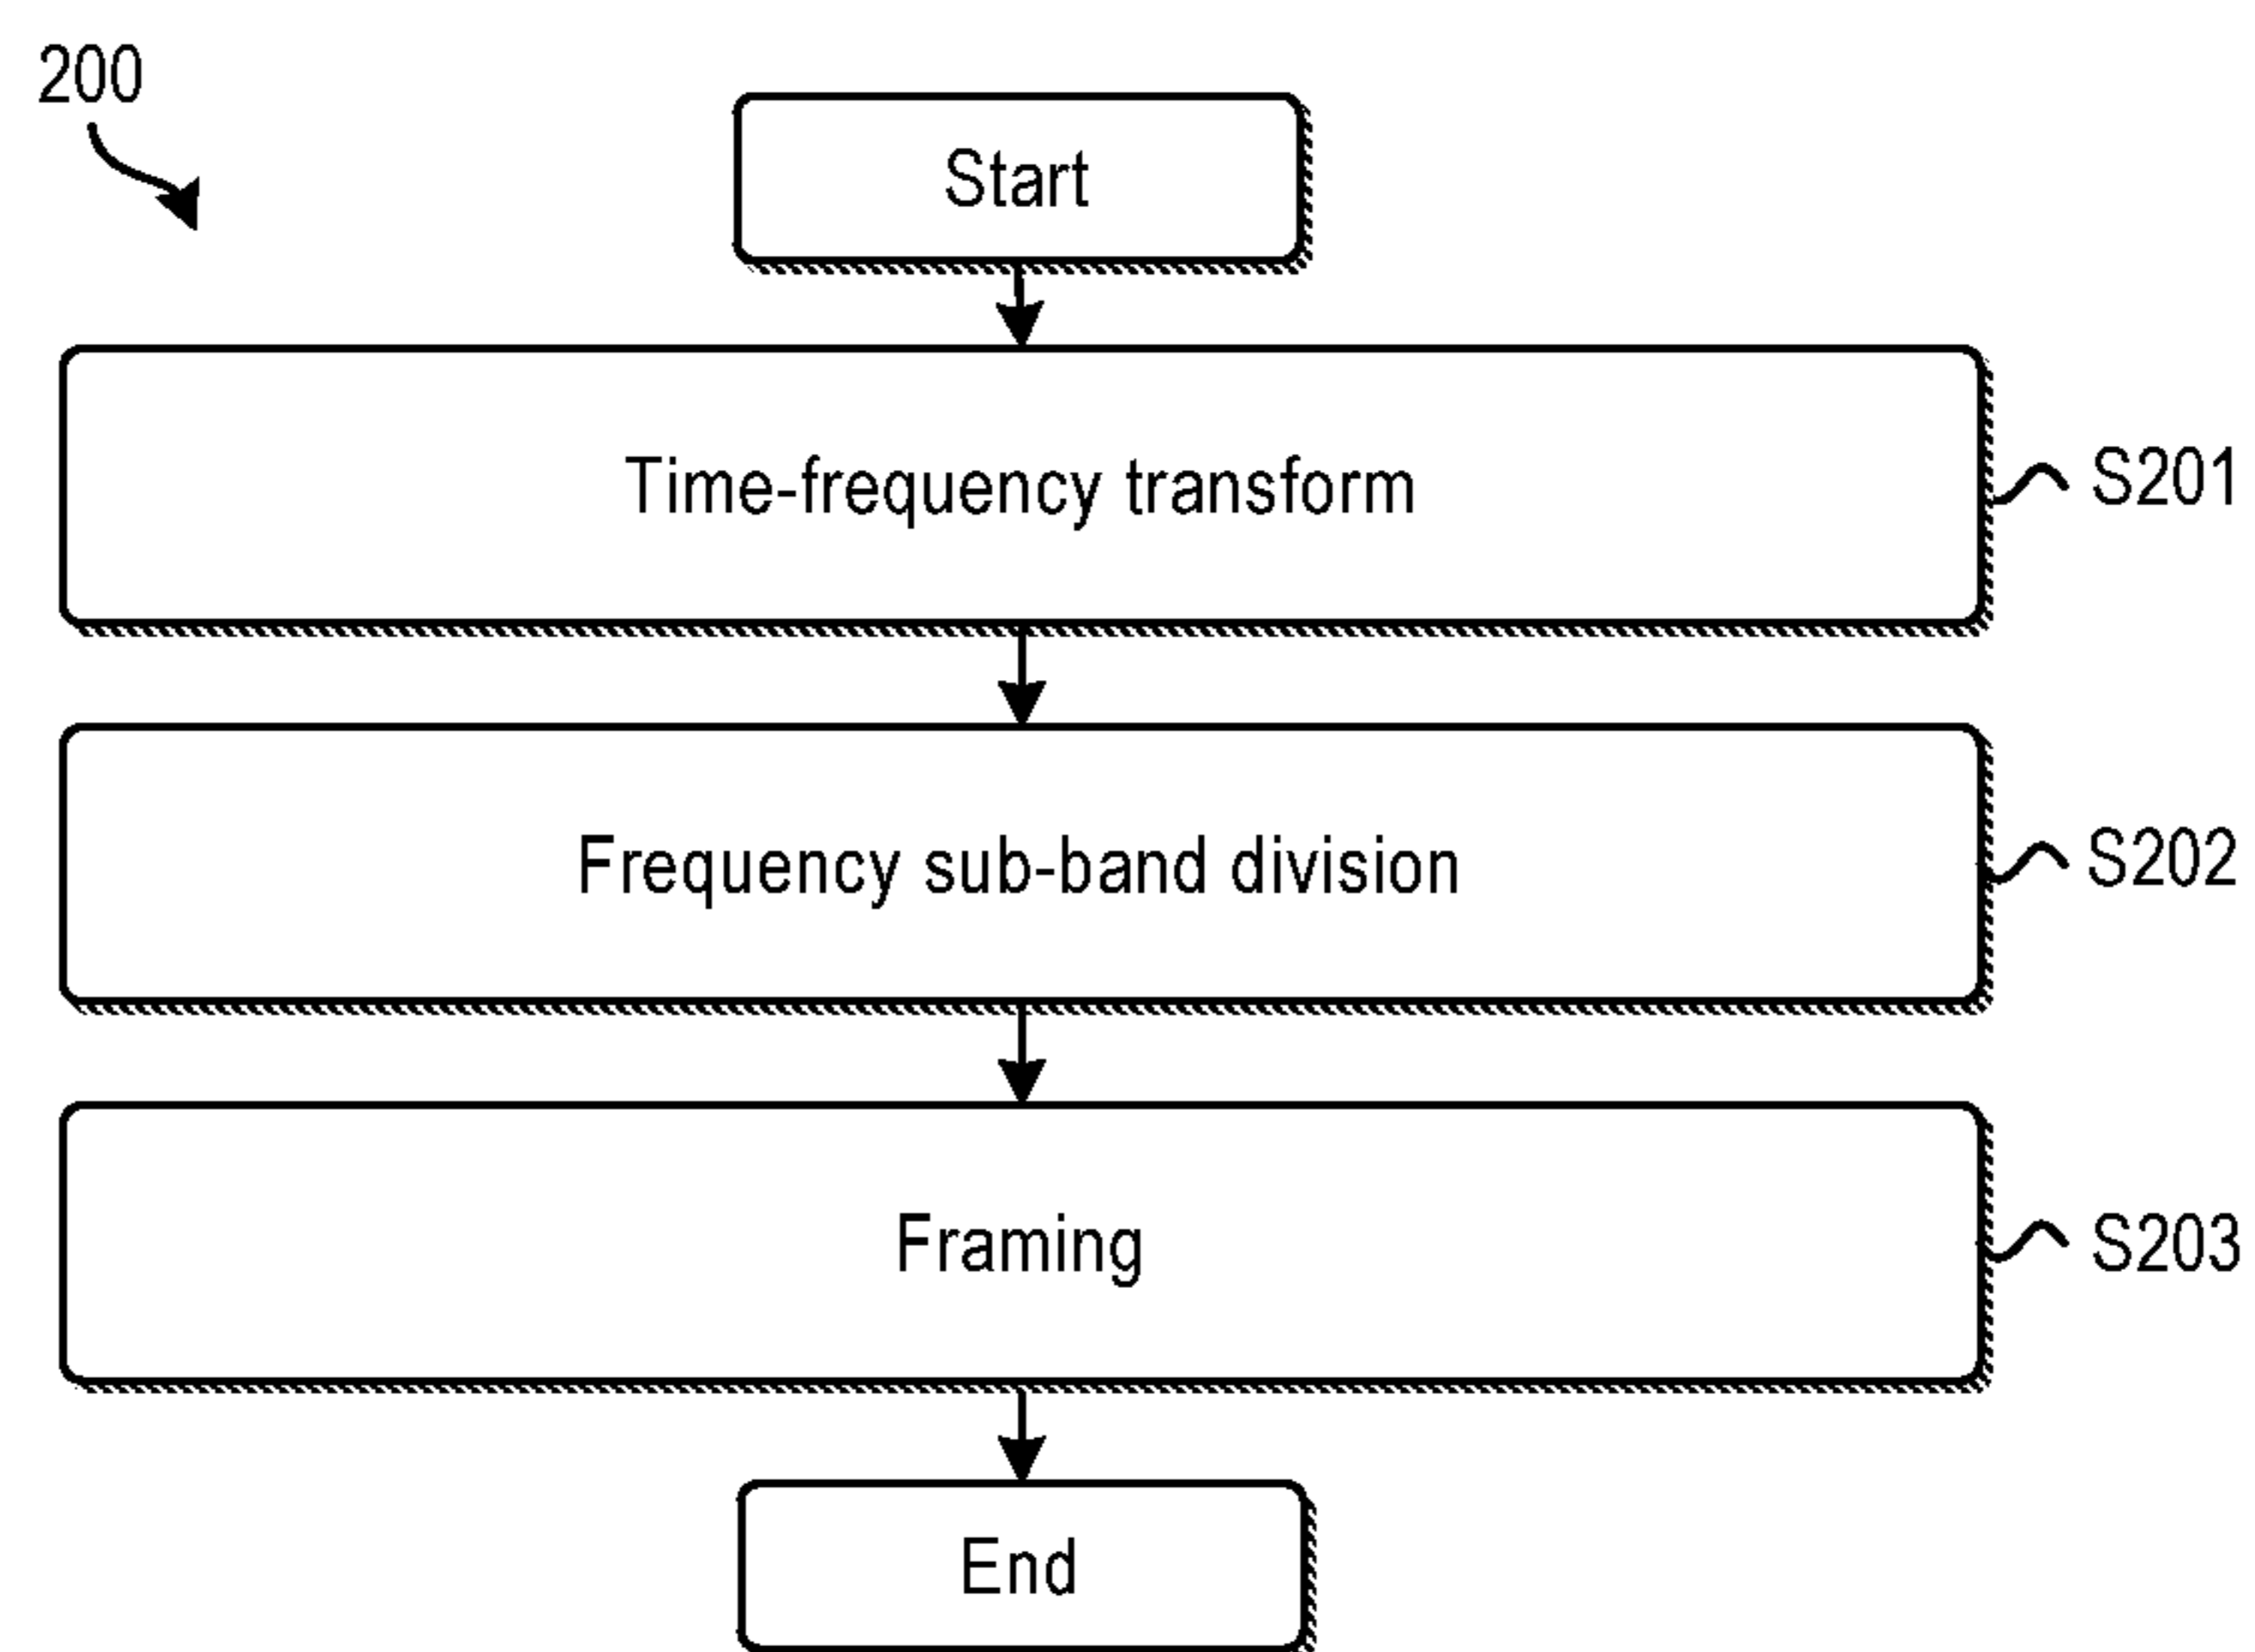 200
Start
Time-frequency transform
S201
Frequency sub-band division
S202
Framing
S203
End